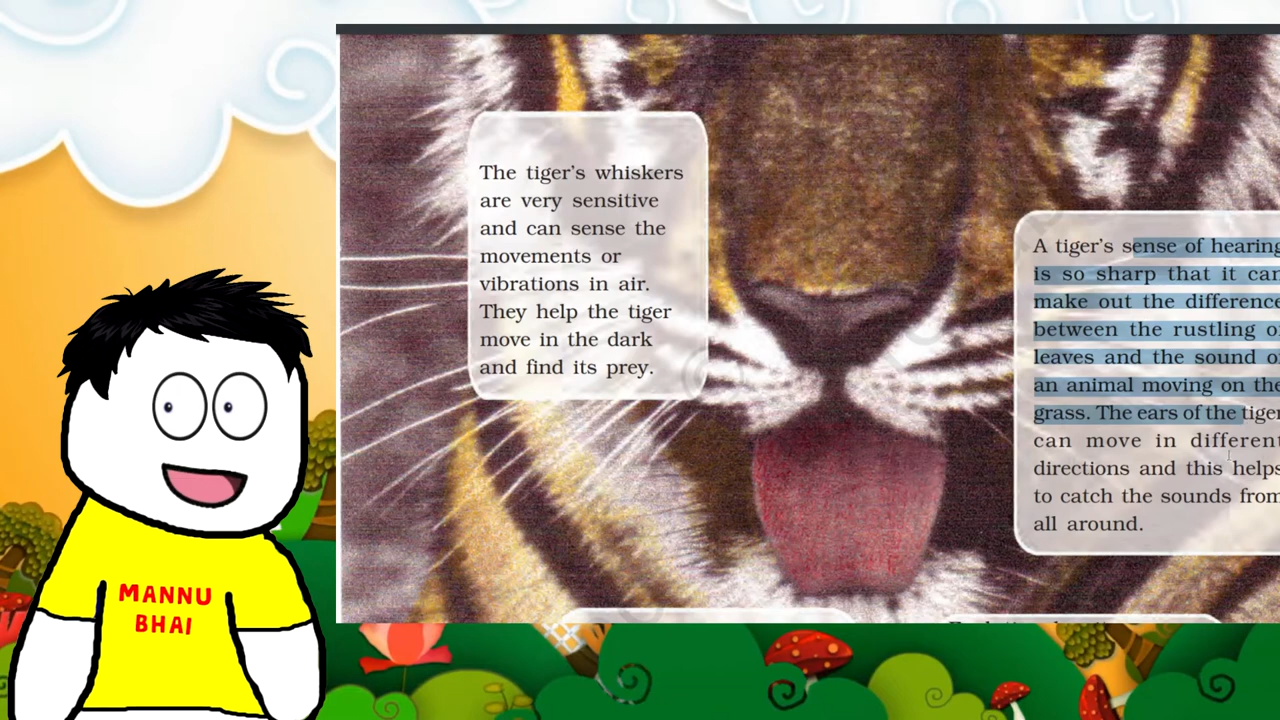 The tiger's whiskers
are very sensitive
and can sense the
movements or
vibrations in air.
They help the tiger
move in the dark
and find its prey.
A tiger's sense of hearing
is so sharp that it can
make out the difference
between the rustling of
leaves and the sound of
an animal moving on the
grass. The ears of the tiger
can move in different
directions and this helps
to catch the sounds from
all around.
MANNU
BHAI